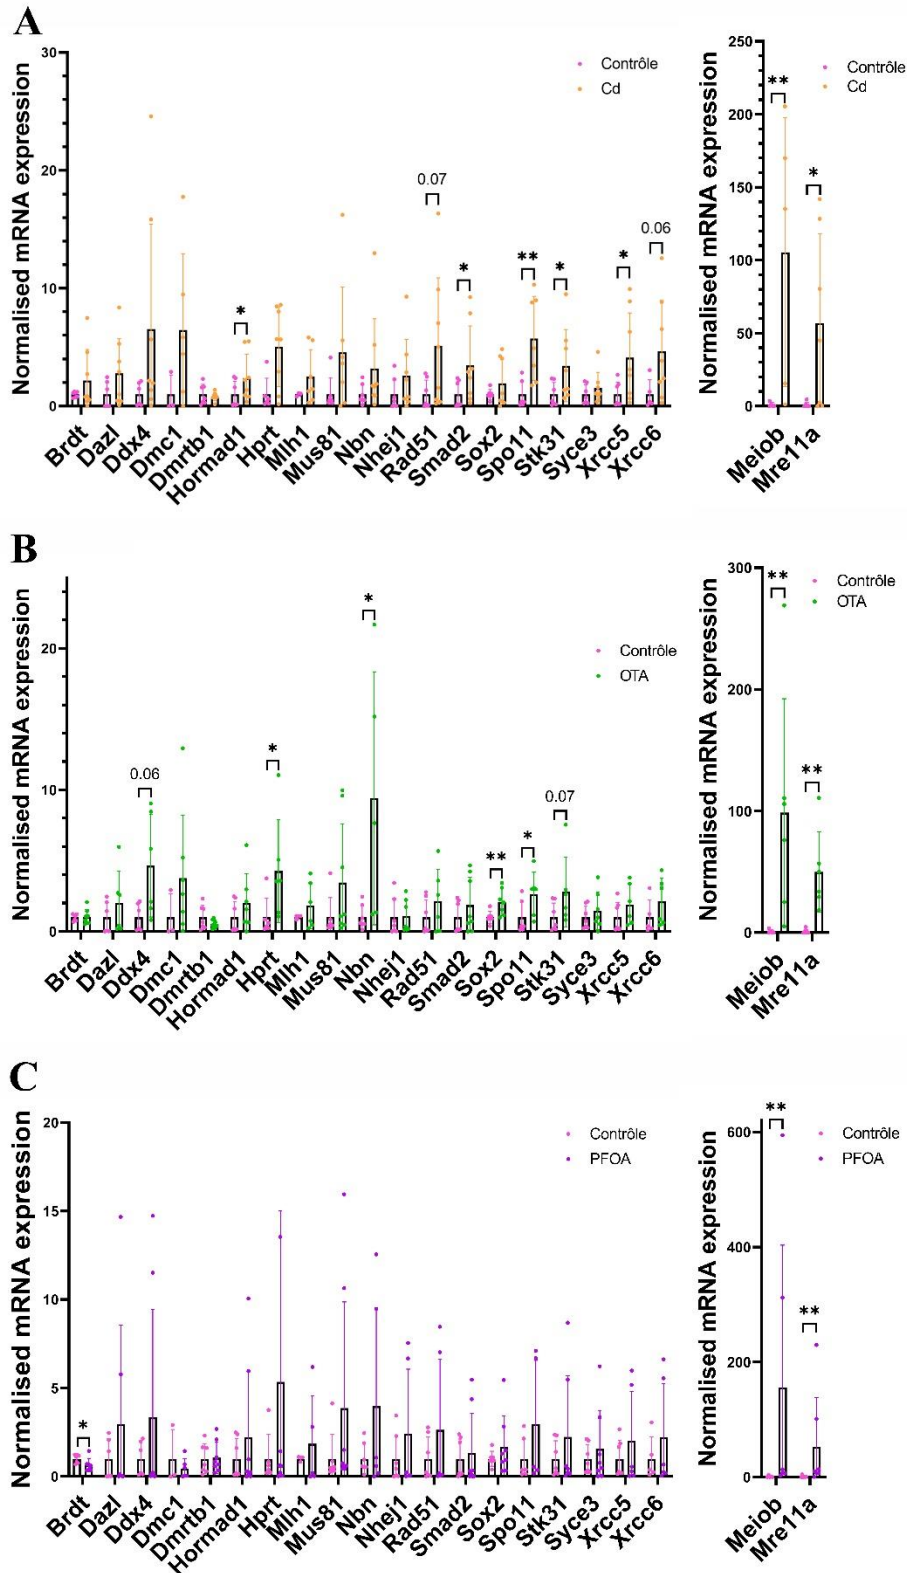 A
Normalised mRNA expression
30
20
10
0
Contrôle
Cd
*
0.07
*
**
*
*
0.06
Brdt
Dazl
Ddx4
Dmc1
Dmrtb1
Hormad1
Hprt
Mlh1
Mus81
Nbn
Nhej1
Rad51
Smad2
Sox2
Spo11
Stk31
Syce3
Xrcc5
Xrcc6
Normalised mRNA expression
250
200
150
100
50
0
Contrôle
Cd
**
*
Meiob
Mre11a
B
Normalised mRNA expression
20
10
0
Contrôle
OTA
0.06
*
*
**
*
0.07
Brdt
Dazl
Ddx4
Dmc1
Dmrtb1
Hormad1
Hprt
Mlh1
Mus81
Nbn
Nhej1
Rad51
Smad2
Sox2
Spo11
Stk31
Syce3
Xrcc5
Xrcc6
Normalised mRNA expression
300
200
100
0
Contrôle
OTA
**
**
Meiob
Mre11a
C
Normalised mRNA expression
20
15
10
5
0
Contrôle
PFOA
*
Brdt
Dazl
Ddx4
Dmc1
Dmrtb1
Hormad1
Hprt
Mlh1
Mus81
Nbn
Nhej1
Rad51
Smad2
Sox2
Spo11
Stk31
Syce3
Xrcc5
Xrcc6
Normalised mRNA expression
600
400
200
0
Contrôle
PFOA
**
**
Meiob
Mre11a